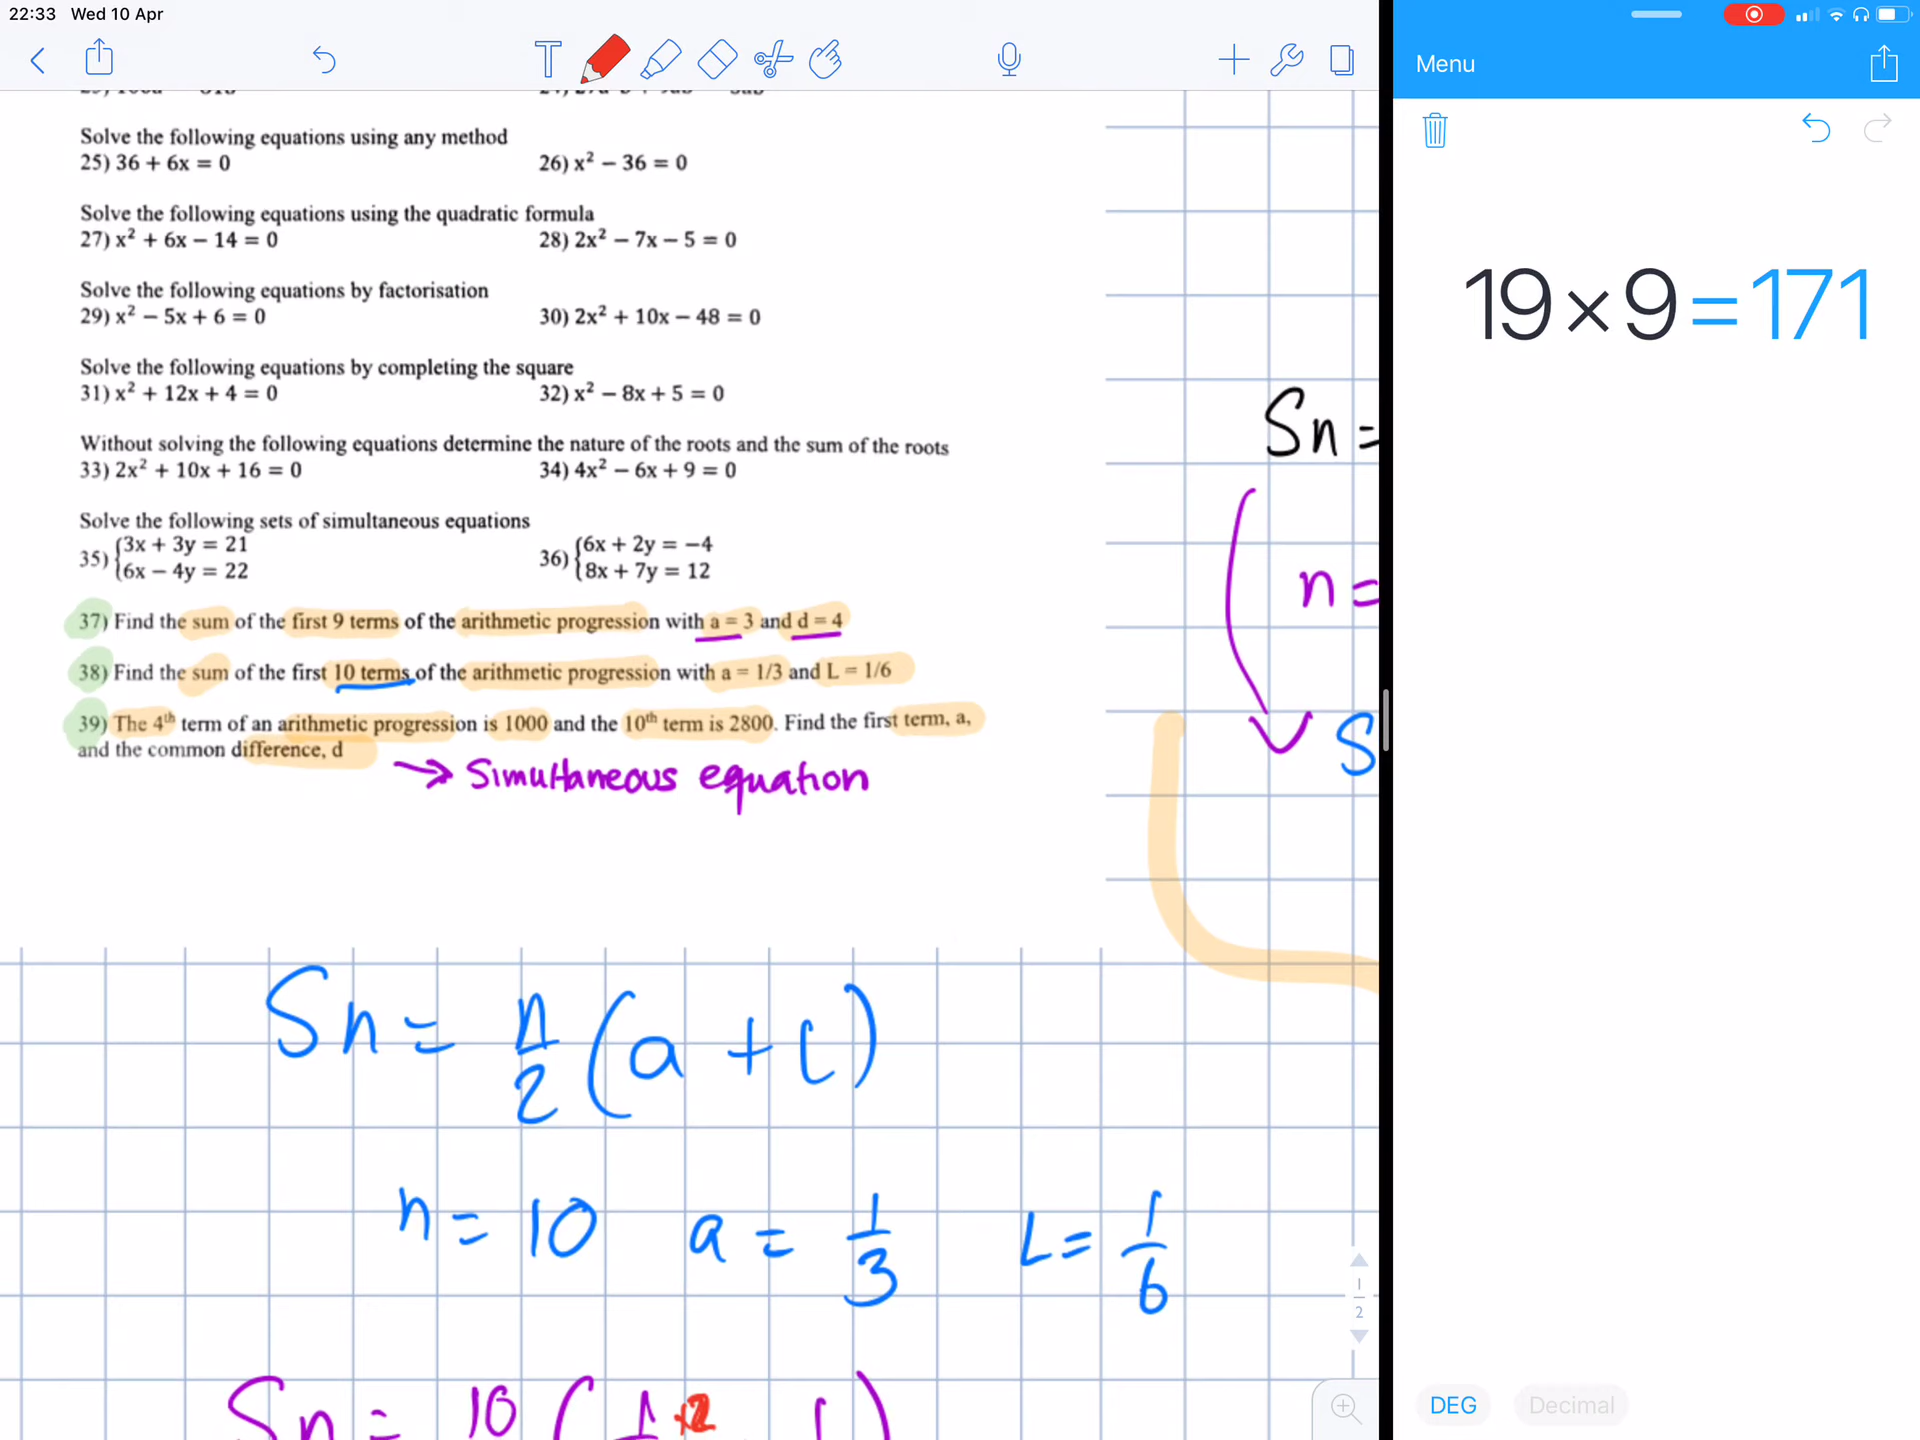 22:33 Wed 10 Apr
Menu
Solve the following equations using any method
25) 36 + 6x = 0 26) x² − 36 = 0
Solve the following equations using the quadratic formula
27) x² + 6x − 14 = 0 28) 2x² − 7x − 5 = 0
Solve the following equations by factorisation
29) x² − 5x + 6 = 0 30) 2x² + 10x − 48 = 0
Solve the following equations by completing the square
31) x² + 12x + 4 = 0 32) x² − 8x + 5 = 0
Without solving the following equations determine the nature of the roots and the sum of the roots
33) 2x² + 10x + 16 = 0 34) 4x² − 6x + 9 = 0
Solve the following sets of simultaneous equations
35) {3x + 3y = 21 36) {6x + 2y = −4
{6x − 4y = 22 {8x + 7y = 12
37) Find the sum of the first 9 terms of the arithmetic progression with a = 3 and d = 4
38) Find the sum of the first 10 terms of the arithmetic progression with a = 1/3 and L = 1/6
39) The 4th term of an arithmetic progression is 1000 and the 10th term is 2800. Find the first term, a,
and the common difference, d
→ Simultaneous equation
Sn = n/2 (a + L)
n = 10 a = 1/3 L = 1/6
Sn = 10 ( 1 ×2 1 )
Sn =
n =
S
1
2
19×9=171
DEG Decimal